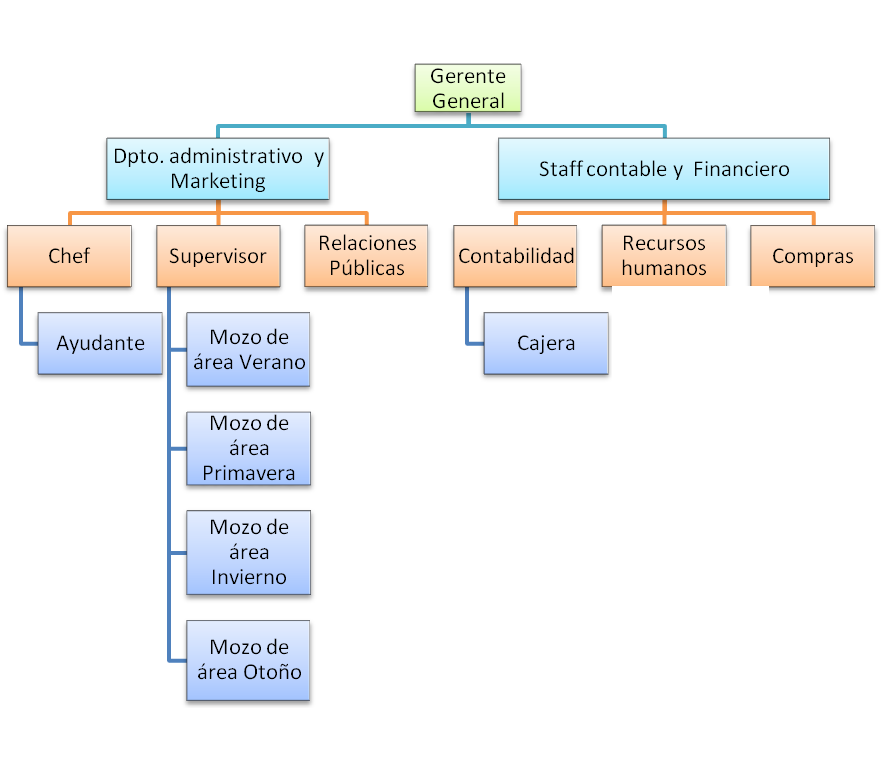 Gerente
General
Dpto. administrativo y
Marketing
Staff contable y Financiero
Chef
Supervisor
Relaciones
Públicas
Contabilidad
Recursos
humanos
Compras
Ayudante
Mozo de
área Verano
Cajera
Mozo de
área
Primavera
Mozo de
área
Invierno
Mozo de
área Otoño